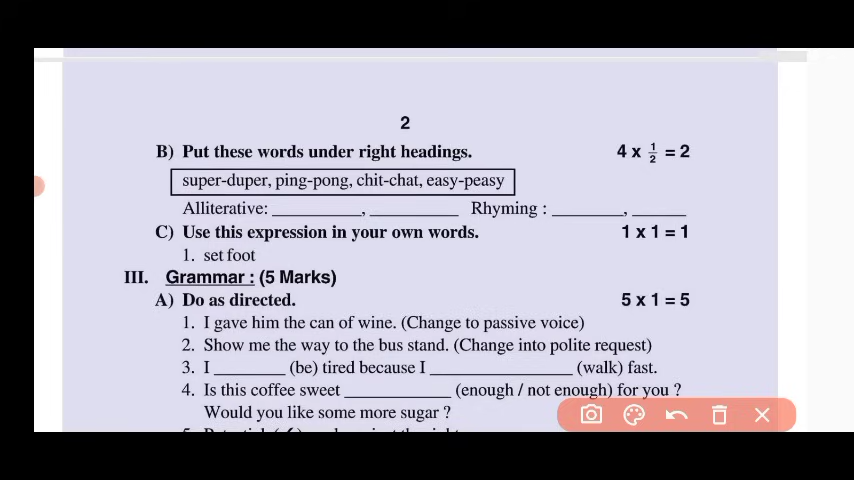 2
B) Put these words under right headings. 4 x 1/2 = 2
super-duper, ping-pong, chit-chat, easy-peasy
Alliterative: __________, __________ Rhyming : ________, ______
C) Use this expression in your own words. 1 x 1 = 1
1. set foot
III. Grammar : (5 Marks)
A) Do as directed. 5 x 1 = 5
1. I gave him the can of wine. (Change to passive voice)
2. Show me the way to the bus stand. (Change into polite request)
3. I ________ (be) tired because I ________________ (walk) fast.
4. Is this coffee sweet ____________ (enough / not enough) for you ?
Would you like some more sugar ?